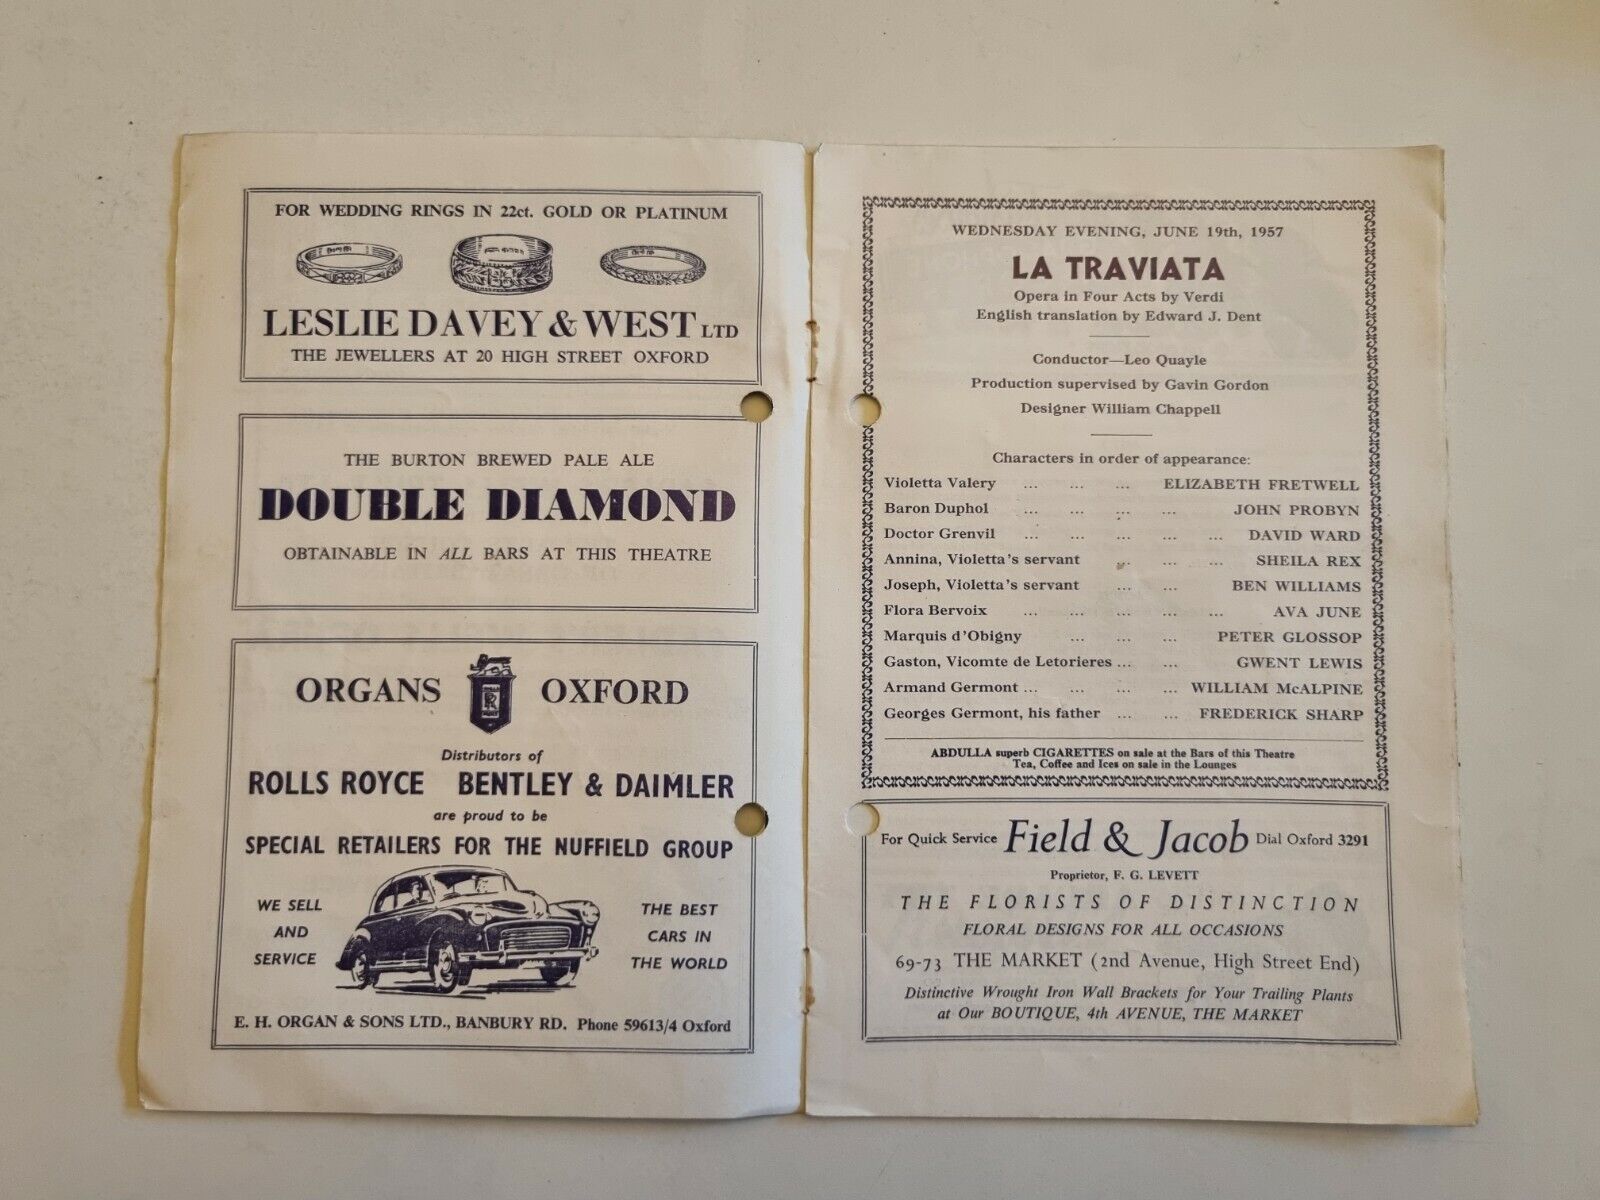 FOR WEDDING RINGS IN 22ct. GOLD OR PLATINUM
LESLIE DAVEY & WEST LTD
THE JEWELLERS AT 20 HIGH STREET OXFORD
THE BURTON BREWED PALE ALE
DOUBLE DIAMOND
OBTAINABLE IN ALL BARS AT THIS THEATRE
ORGANS RR OXFORD
Distributors of
ROLLS ROYCE BENTLEY & DAIMLER
are proud to be
SPECIAL RETAILERS FOR THE NUFFIELD GROUP
WE SELL
AND
SERVICE
THE BEST
CARS IN
THE WORLD
E. H. ORGAN & SONS LTD., BANBURY RD. Phone 59613/4 Oxford
WEDNESDAY EVENING, JUNE 19th, 1957
LA TRAVIATA
Opera in Four Acts by Verdi
English translation by Edward J. Dent
Conductor—Leo Quayle
Production supervised by Gavin Gordon
Designer William Chappell
Characters in order of appearance:
Violetta Valery ... ... ... ELIZABETH FRETWELL
Baron Duphol ... ... ... ... JOHN PROBYN
Doctor Grenvil ... ... ... ... ... DAVID WARD
Annina, Violetta's servant ... ... ... SHEILA REX
Joseph, Violetta's servant ... ... BEN WILLIAMS
Flora Bervoix ... ... ... ... ... AVA JUNE
Marquis d'Obigny ... ... ... PETER GLOSSOP
Gaston, Vicomte de Letorieres ... ... GWENT LEWIS
Armand Germont ... ... ... ... WILLIAM McALPINE
Georges Germont, his father ... ... FREDERICK SHARP
ABDULLA superb CIGARETTES on sale at the Bars of this Theatre
Tea, Coffee and Ices on sale in the Lounges
For Quick Service Field & Jacob Dial Oxford 3291
Proprietor, F. G. LEVETT
THE FLORISTS OF DISTINCTION
FLORAL DESIGNS FOR ALL OCCASIONS
69-73 THE MARKET (2nd Avenue, High Street End)
Distinctive Wrought Iron Wall Brackets for Your Trailing Plants
at Our BOUTIQUE, 4th AVENUE, THE MARKET